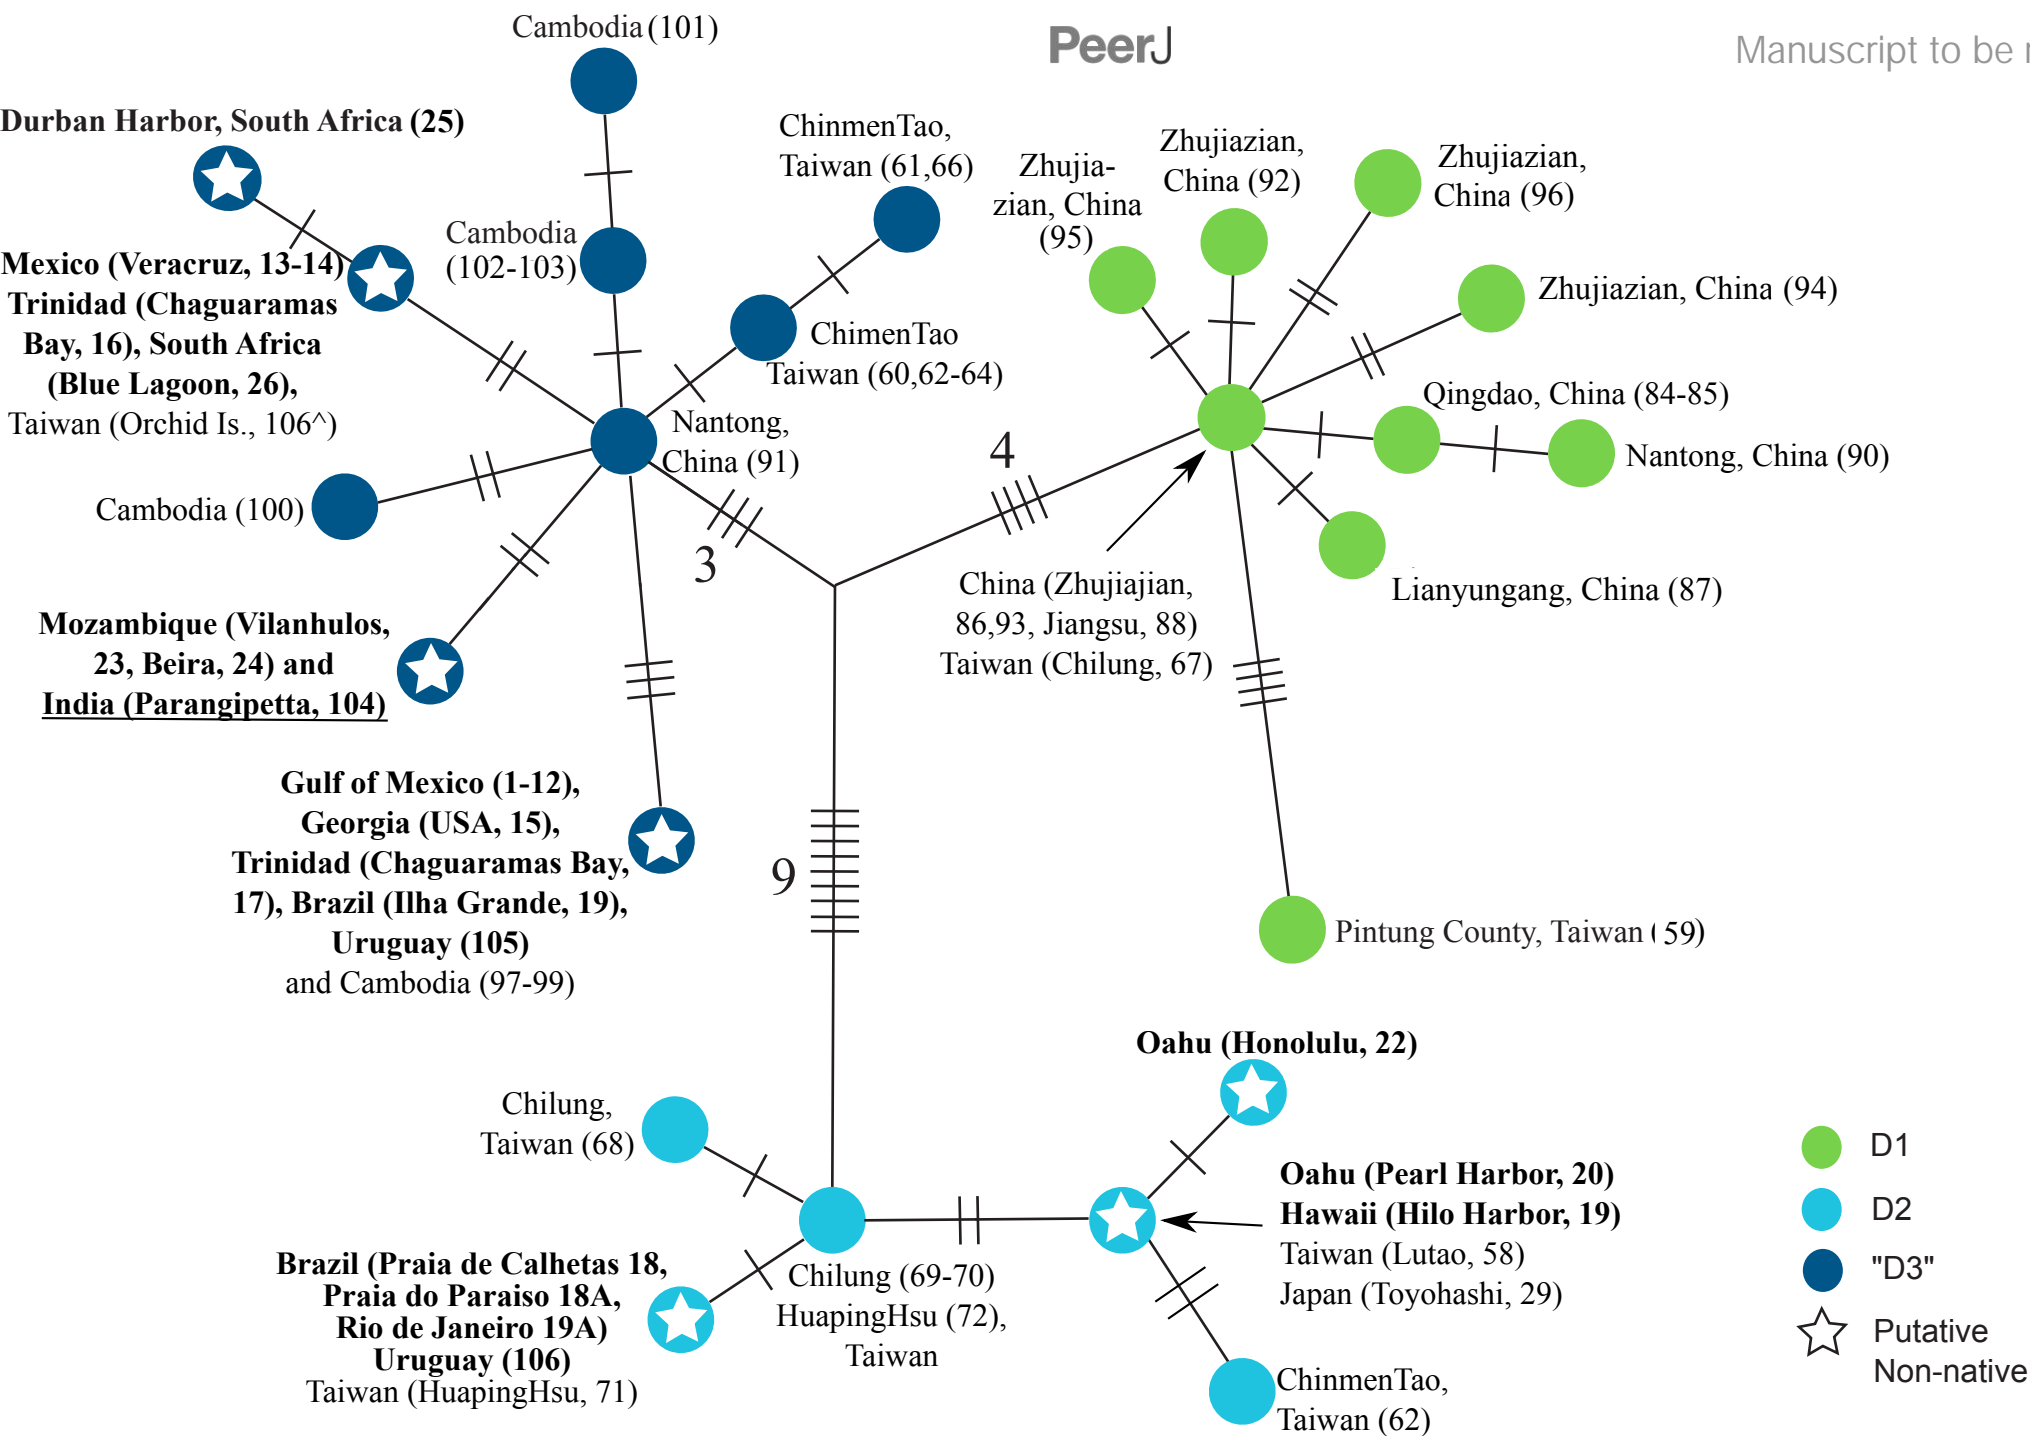 Cambodia (101)
PeerJ
Manuscript to be r
Durban Harbor, South Africa (25)
ChinmenTao,
Taiwan (61,66)
Zhujia-
zian, China
(95)
Zhujiazian,
China (92)
Zhujiazian,
China (96)
Cambodia
(102-103)
Mexico (Veracruz, 13-14)
Trinidad (Chaguaramas
Bay, 16), South Africa
(Blue Lagoon, 26),
Taiwan (Orchid Is., 106^)
ChimenTao
Taiwan (60,62-64)
Zhujiazian, China (94)
Qingdao, China (84-85)
Nantong, China (90)
Nantong,
China (91)
4
Cambodia (100)
3
China (Zhujiajian,
86,93, Jiangsu, 88)
Taiwan (Chilung, 67)
Lianyungang, China (87)
Mozambique (Vilanhulos,
23, Beira, 24) and
India (Parangipetta, 104)
Gulf of Mexico (1-12),
Georgia (USA, 15),
Trinidad (Chaguaramas Bay,
17), Brazil (Ilha Grande, 19),
Uruguay (105)
and Cambodia (97-99)
9
Pintung County, Taiwan (59)
Oahu (Honolulu, 22)
Chilung,
Taiwan (68)
Oahu (Pearl Harbor, 20)
Hawaii (Hilo Harbor, 19)
Taiwan (Lutao, 58)
Japan (Toyohashi, 29)
Brazil (Praia de Calhetas 18,
Praia do Paraiso 18A,
Rio de Janeiro 19A)
Uruguay (106)
Taiwan (HuapingHsu, 71)
Chilung (69-70)
HuapingHsu (72),
Taiwan
ChinmenTao,
Taiwan (62)
D1
D2
"D3"
Putative
Non-native